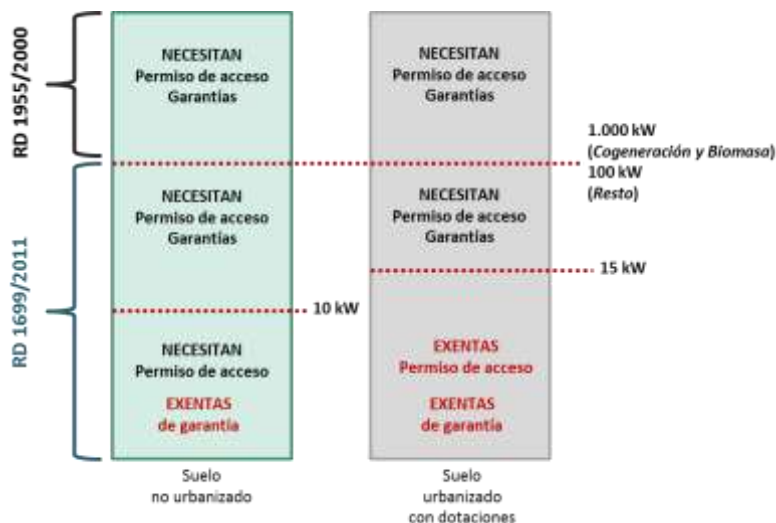 RD 1955/2000
NECESITAN
Permiso de acceso
Garantías
NECESITAN
Permiso de acceso
Garantías
1.000 kW
(Cogeneración y Biomasa)
100 kW
(Resto)
RD 1699/2011
NECESITAN
Permiso de acceso
Garantías
NECESITAN
Permiso de acceso
Garantías
15 kW
10 kW
NECESITAN
Permiso de acceso
EXENTAS
de garantía
EXENTAS
Permiso de acceso
EXENTAS
de garantía
Suelo
no urbanizado
Suelo
urbanizado
con dotaciones